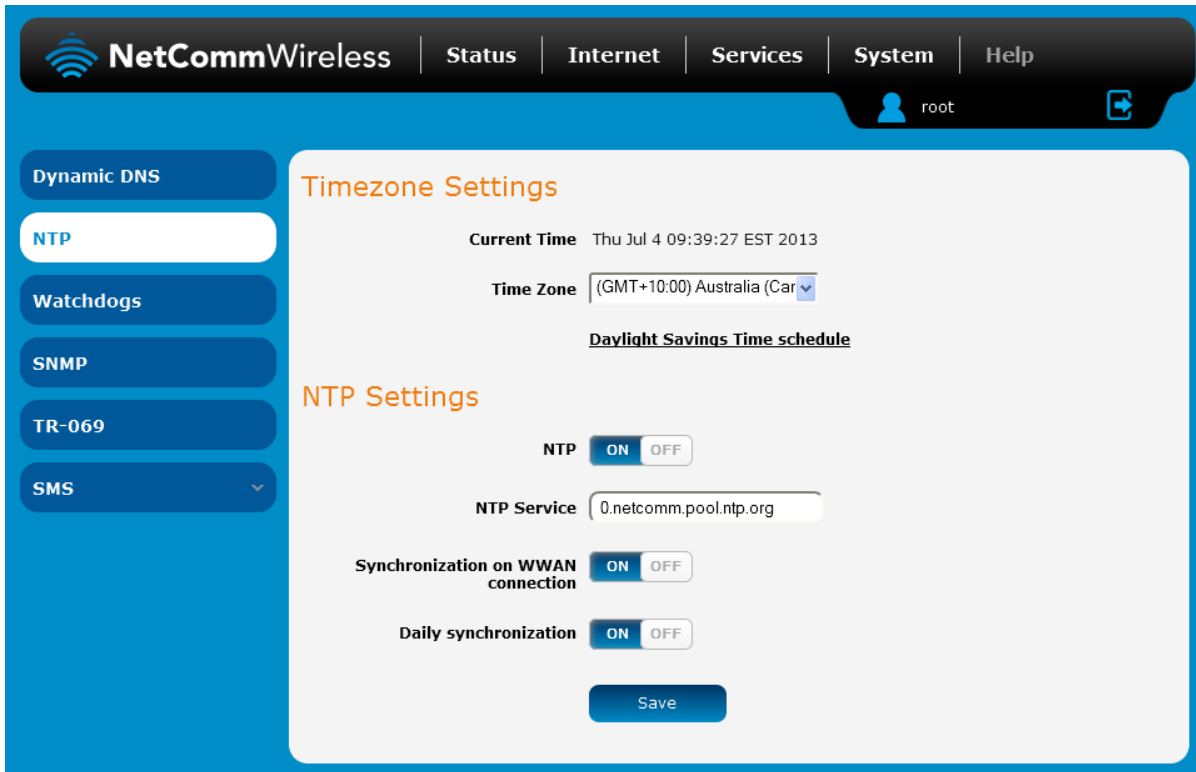 NetCommWireless Status Internet Services System Help
root
Dynamic DNS
NTP
Watchdogs
SNMP
TR-069
SMS
Timezone Settings
Current Time Thu Jul 4 09:39:27 EST 2013
Time Zone (GMT+10:00) Australia (Car
Daylight Savings Time schedule
NTP Settings
NTP ON OFF
NTP Service 0.netcomm.pool.ntp.org
Synchronization on WWAN
connection ON OFF
Daily synchronization ON OFF
Save